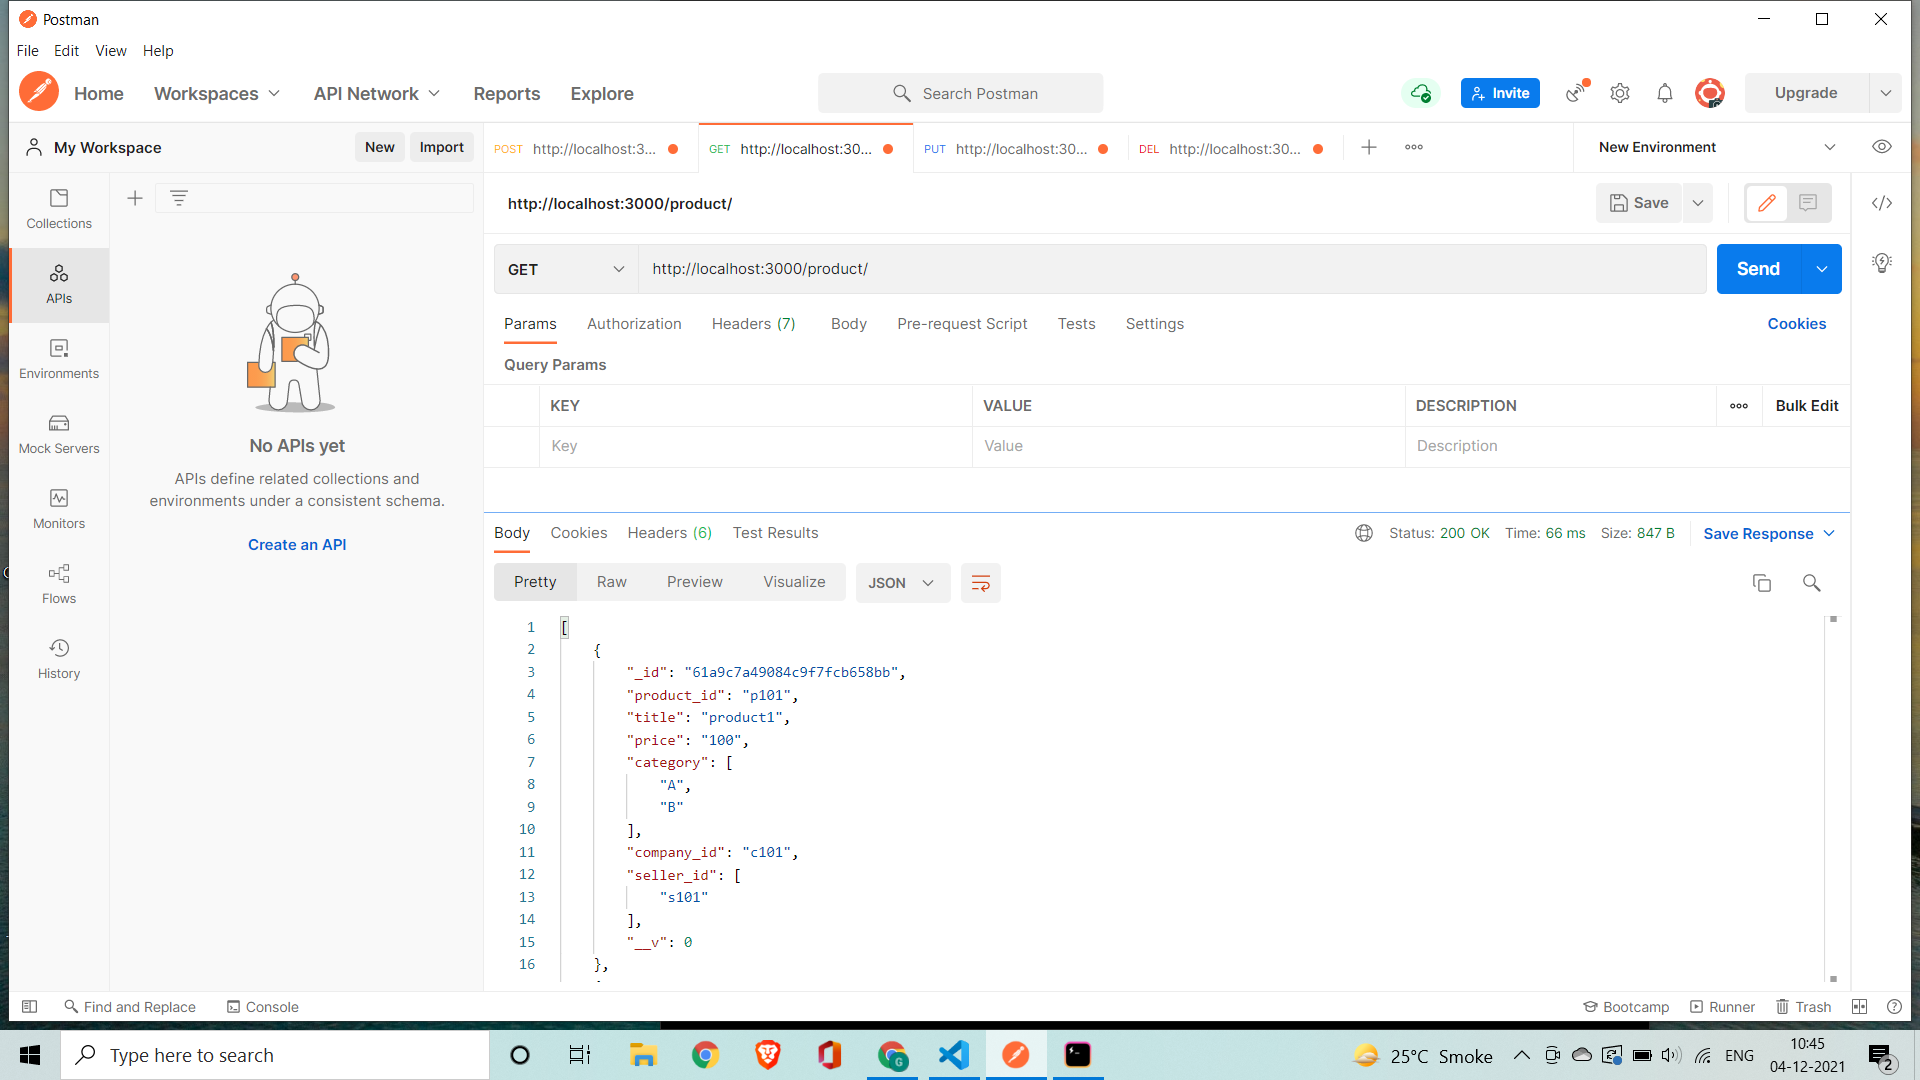 Postman
File Edit View Help
Home Workspaces API Network Reports Explore Search Postman Invite Upgrade
My Workspace New Import
POST http://localhost:3... GET http://localhost:30... PUT http://localhost:30... DEL http://localhost:30... New Environment
Collections
APIs
Environments
Mock Servers
Monitors
Flows
History
No APIs yet
APIs define related collections and
environments under a consistent schema.
Create an API
http://localhost:3000/product/ Save
GET http://localhost:3000/product/ Send
Params Authorization Headers (7) Body Pre-request Script Tests Settings Cookies
Query Params
KEY VALUE DESCRIPTION Bulk Edit
Key Value Description
Body Cookies Headers (6) Test Results Status: 200 OK Time: 66 ms Size: 847 B Save Response
Pretty Raw Preview Visualize JSON
1 [
2 {
3 "_id": "61a9c7a49084c9f7fcb658bb",
4 "product_id": "p101",
5 "title": "product1",
6 "price": "100",
7 "category": [
8 "A",
9 "B"
10 ],
11 "company_id": "c101",
12 "seller_id": [
13 "s101"
14 ],
15 "__v": 0
16 },
Find and Replace Console Bootcamp Runner Trash
Type here to search G 25°C Smoke ENG 10:45
04-12-2021 2